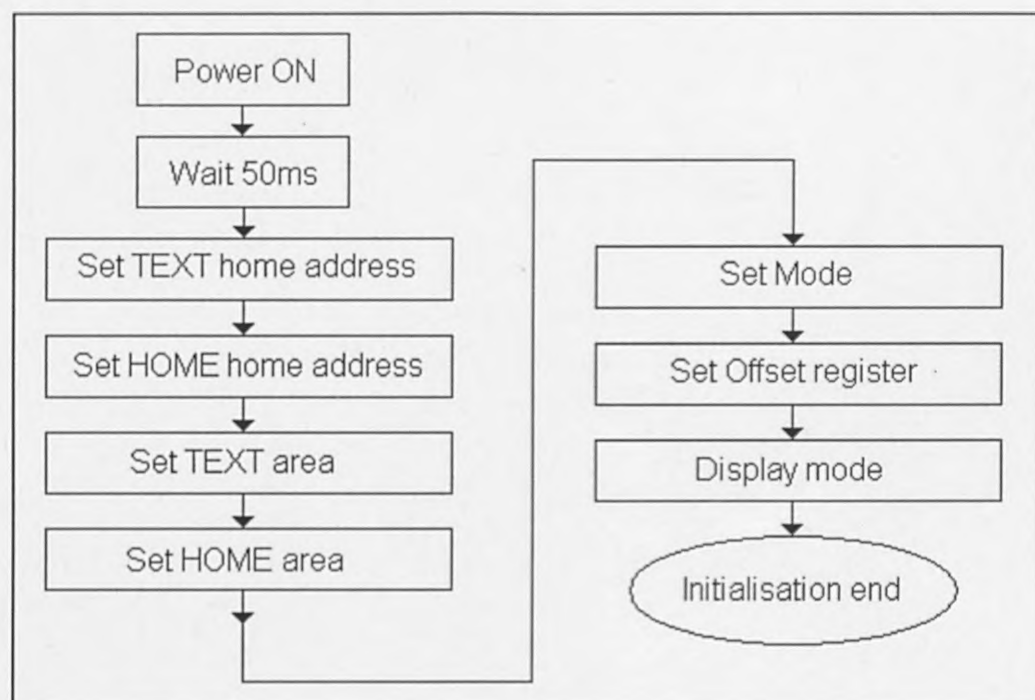 Power ON
Wait 50ms
Set TEXT home address
Set HOME home address
Set TEXT area
Set HOME area
Set Mode
Set Offset register
Display mode
Initialisation end